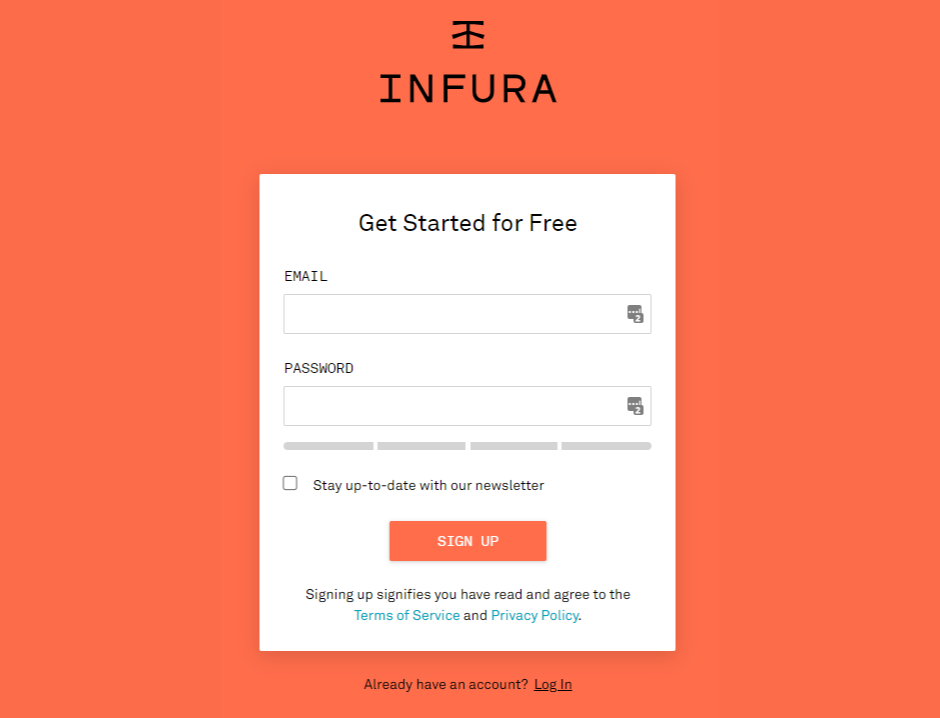 INFURA
Get Started for Free
EMAIL
2
PASSWORD
2
Stay up-to-date with our newsletter
SIGN UP
Signing up signifies you have read and agree to the
Terms of Service and Privacy Policy.
Already have an account? Log In